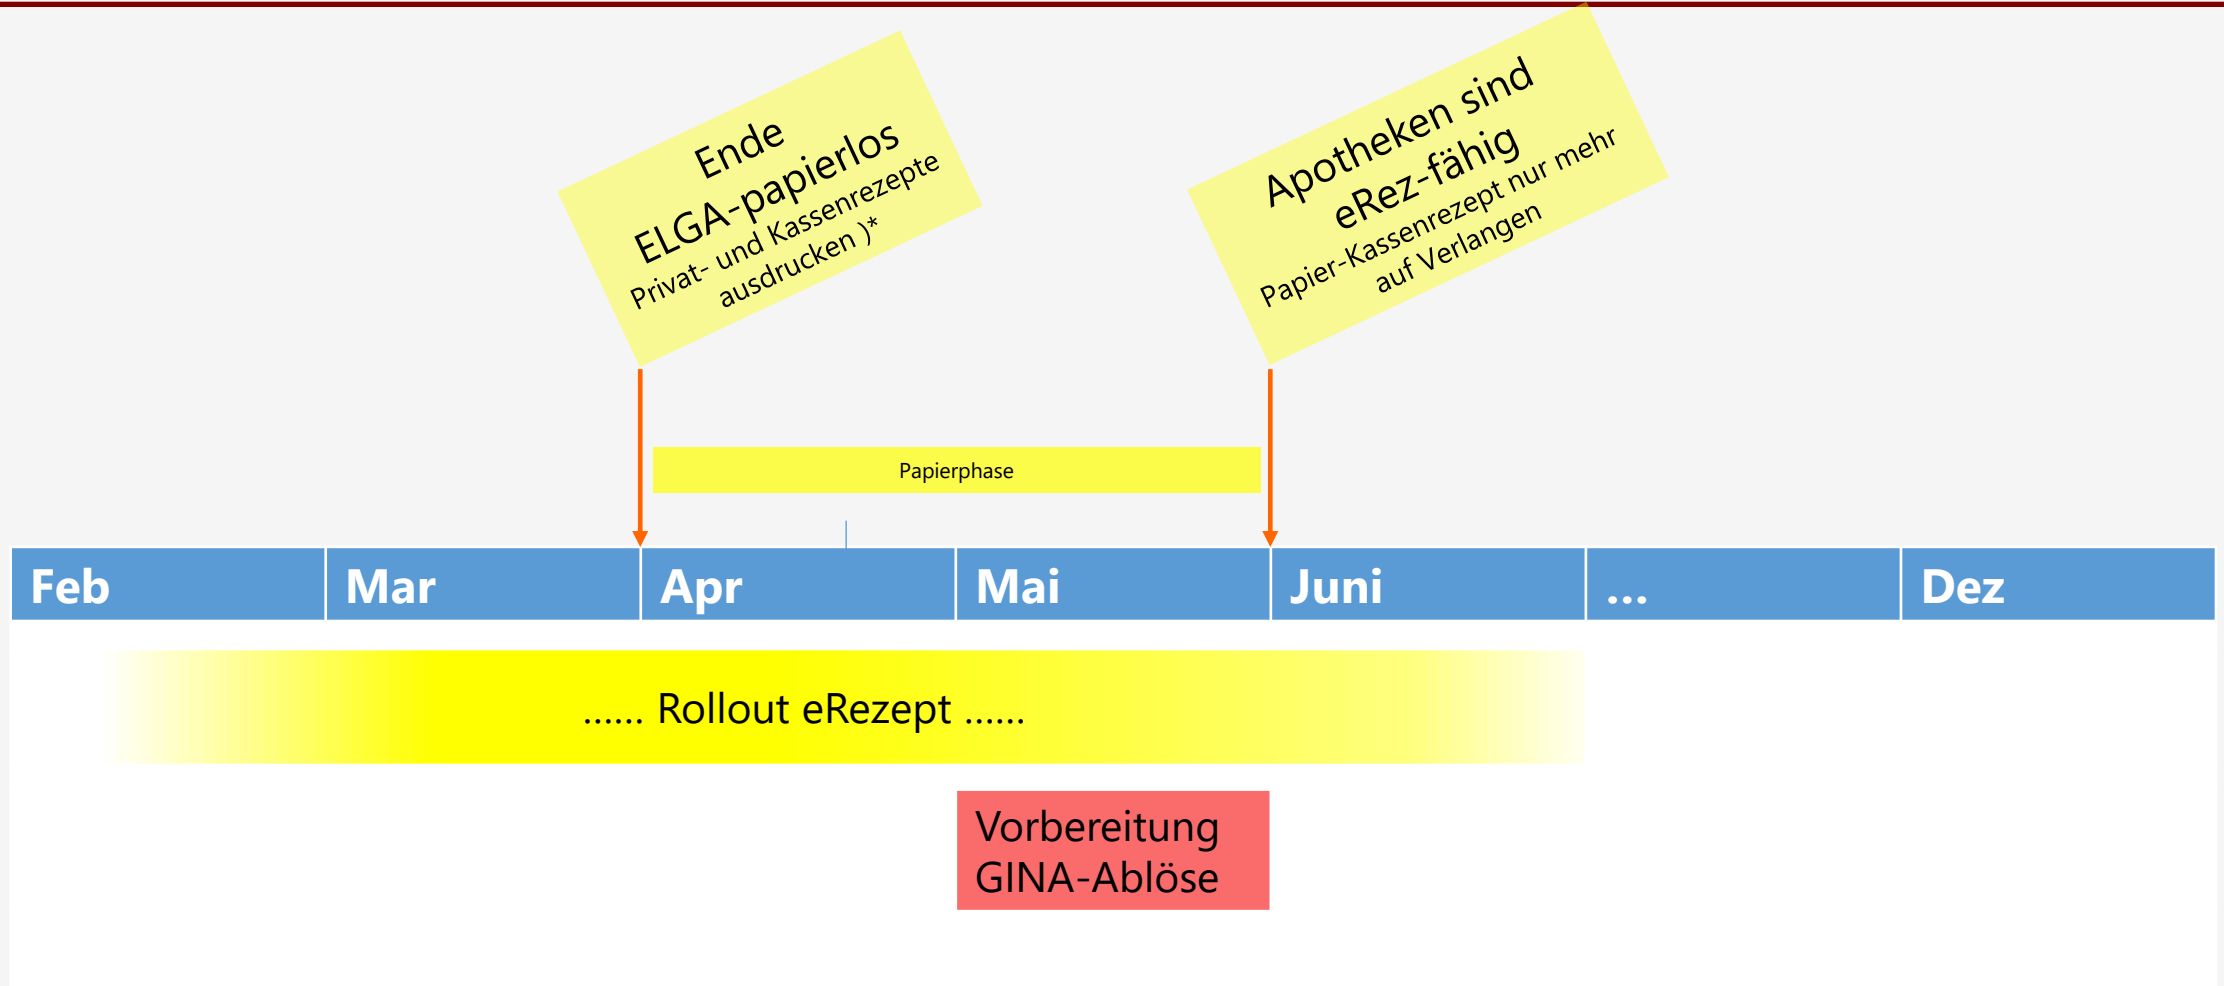 Ende
ELGA-papierlos
Privat- und Kassenrezepte
ausdrucken )*
Apotheken sind
eRez-fähig
Papier-Kassenrezept nur mehr
auf Verlangen
Papierphase
Feb
Mar
Apr
Mai
Juni
...
Dez
...... Rollout eRezept ......
Vorbereitung
GINA-Ablöse